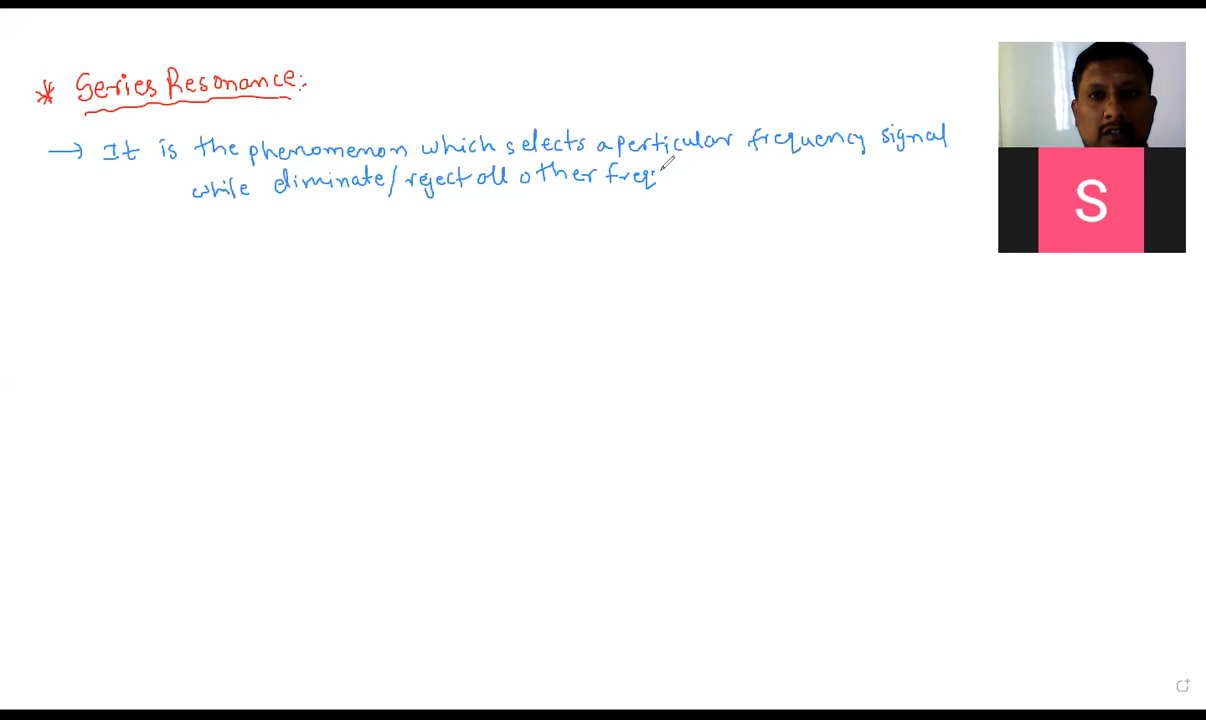 * Series Resonance:
→ It is the phenomenon which selects a perticular frequency signal
while eliminate/reject all other freq
S